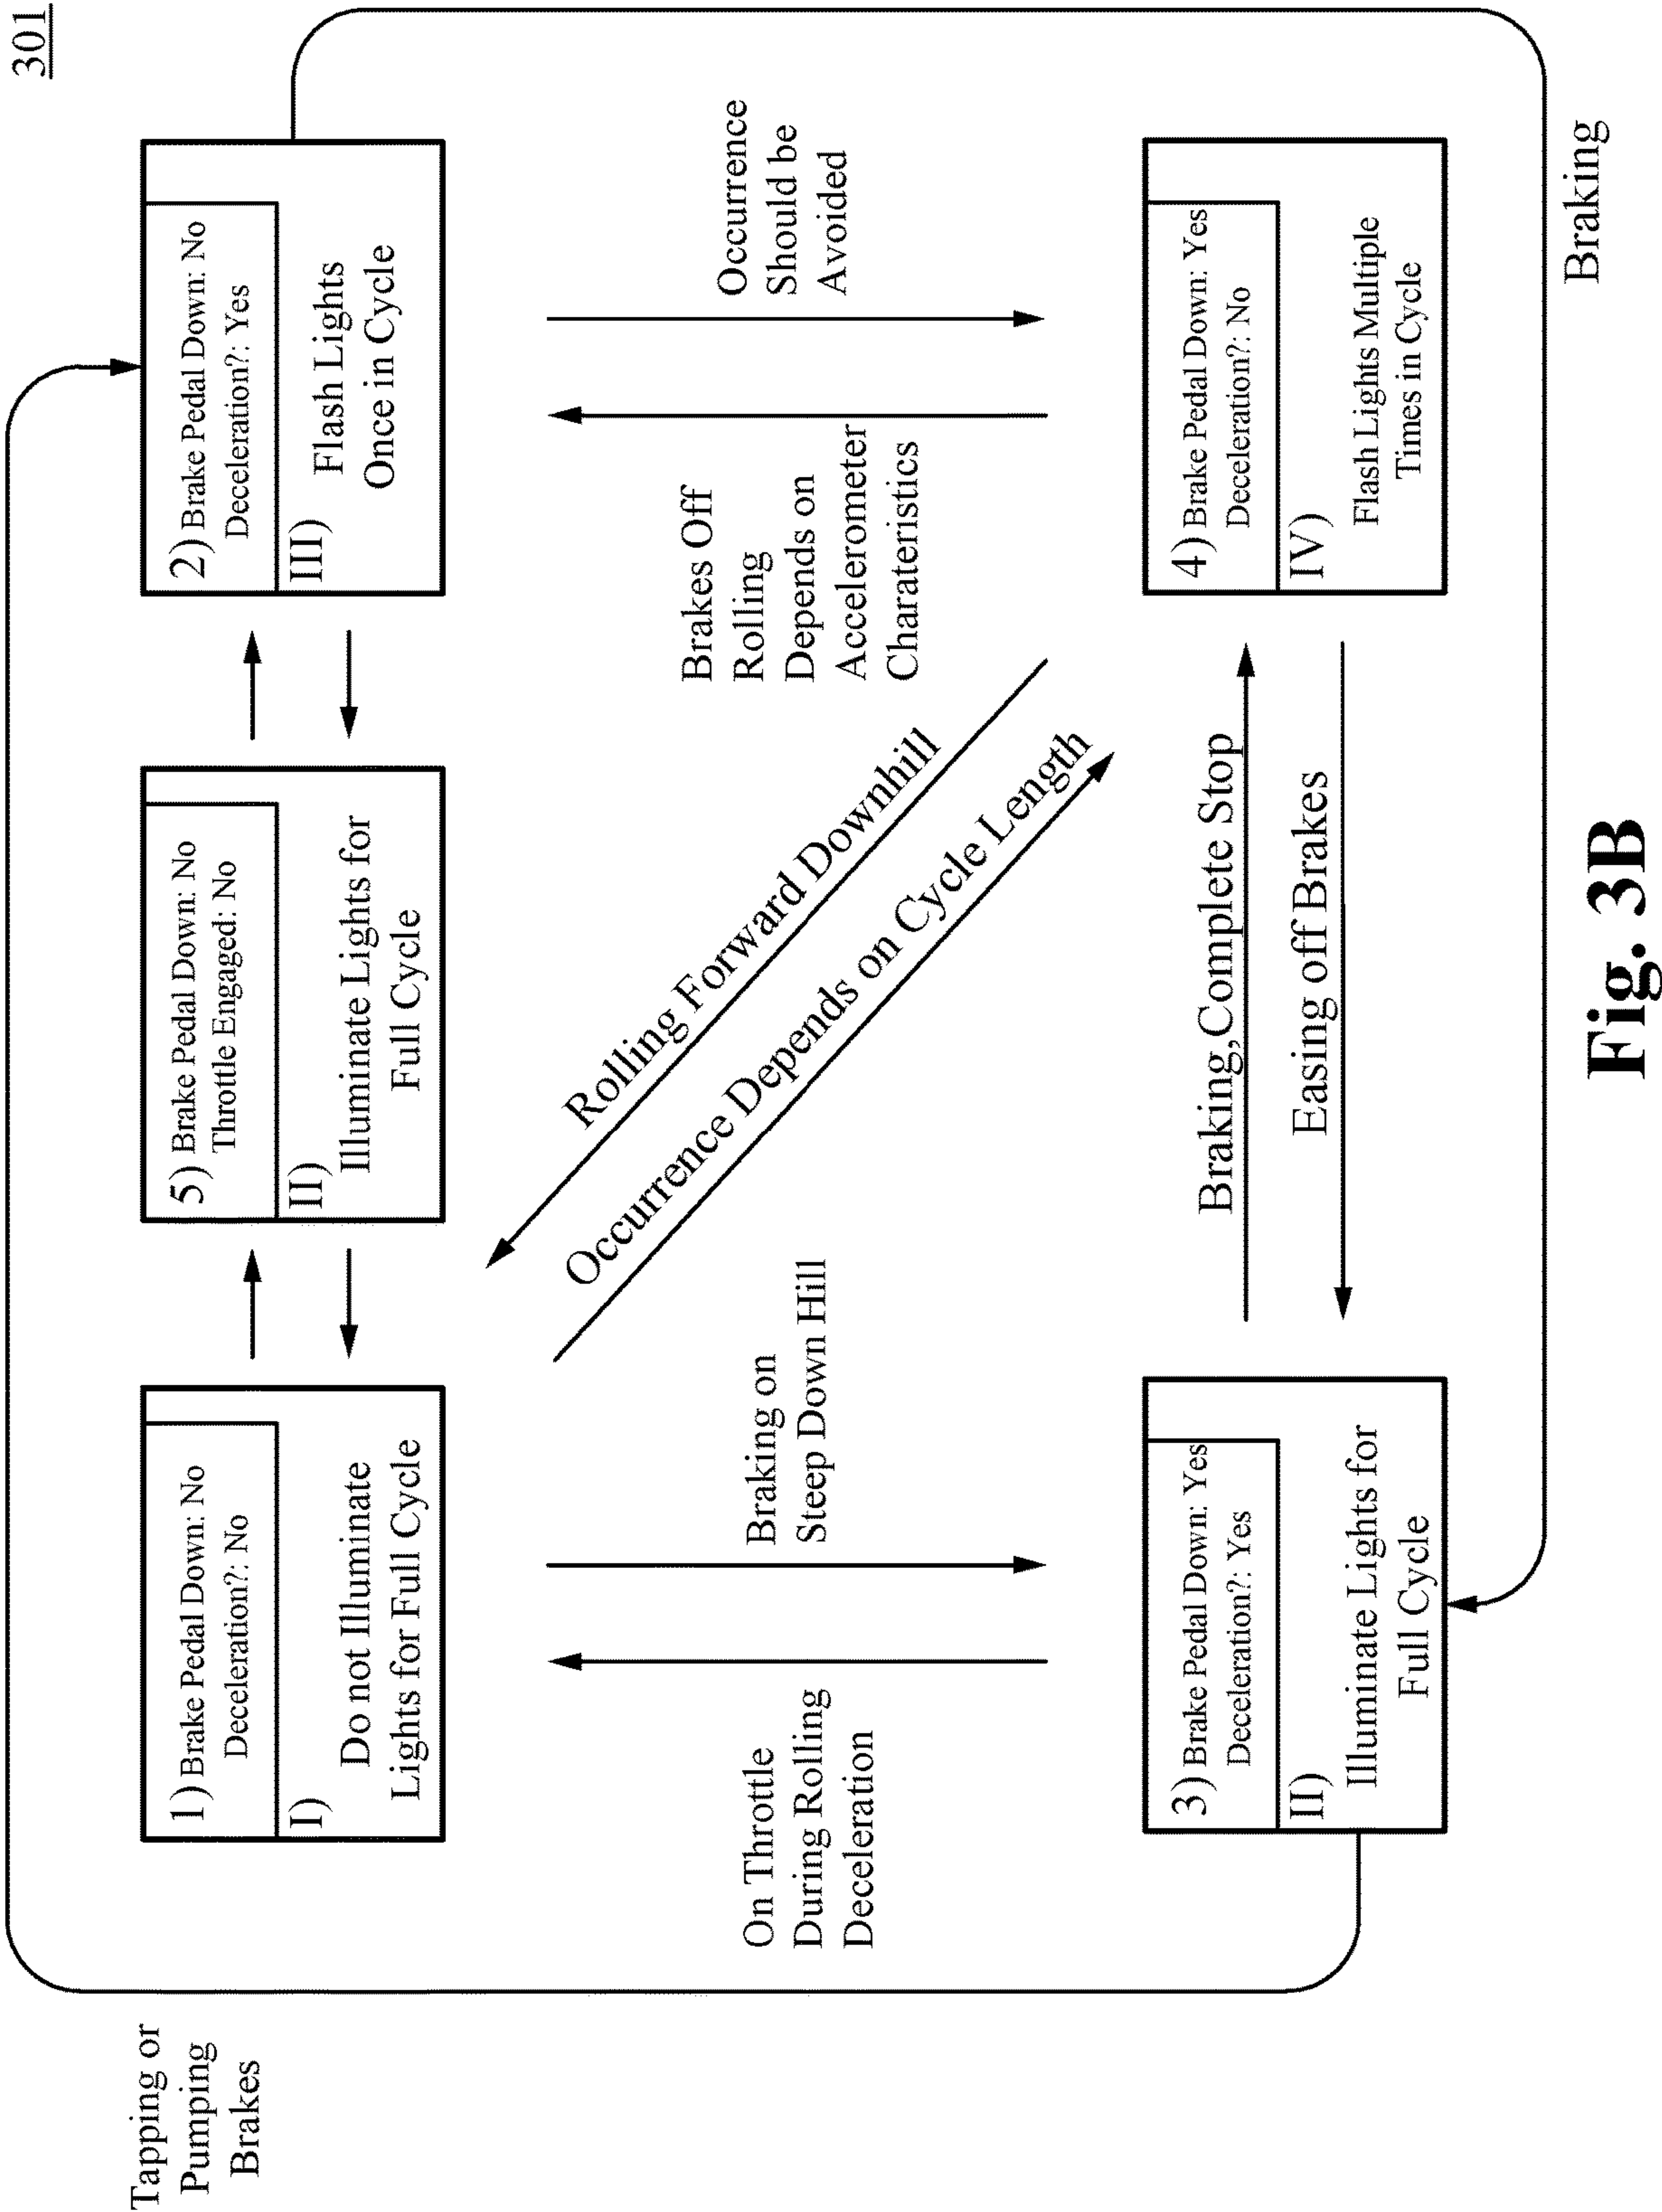 301
Tapping or
Pumping
Brakes
1) Brake Pedal Down: No
Deceleration?: No
I)
Do not Illuminate
Lights for Full Cycle
5) Brake Pedal Down: No
Throttle Engaged: No
II)
Illuminate Lights for
Full Cycle
2) Brake Pedal Down: No
Deceleration?: Yes
III)
Flash Lights
Once in Cycle
On Throttle
During Rolling
Deceleration
Braking on
Steep Down Hill
Rolling Forward Downhill
Occurrence Depends on Cycle Length
Brakes Off
Rolling
Depends on
Accelerometer
Charateristics
Occurrence
Should be
Avoided
3) Brake Pedal Down: Yes
Deceleration?: Yes
II)
Illuminate Lights for
Full Cycle
Braking,Complete Stop
Easing off Brakes
4) Brake Pedal Down: Yes
Deceleration?: No
IV)
Flash Lights Multiple
Times in Cycle
Braking
Fig. 3B